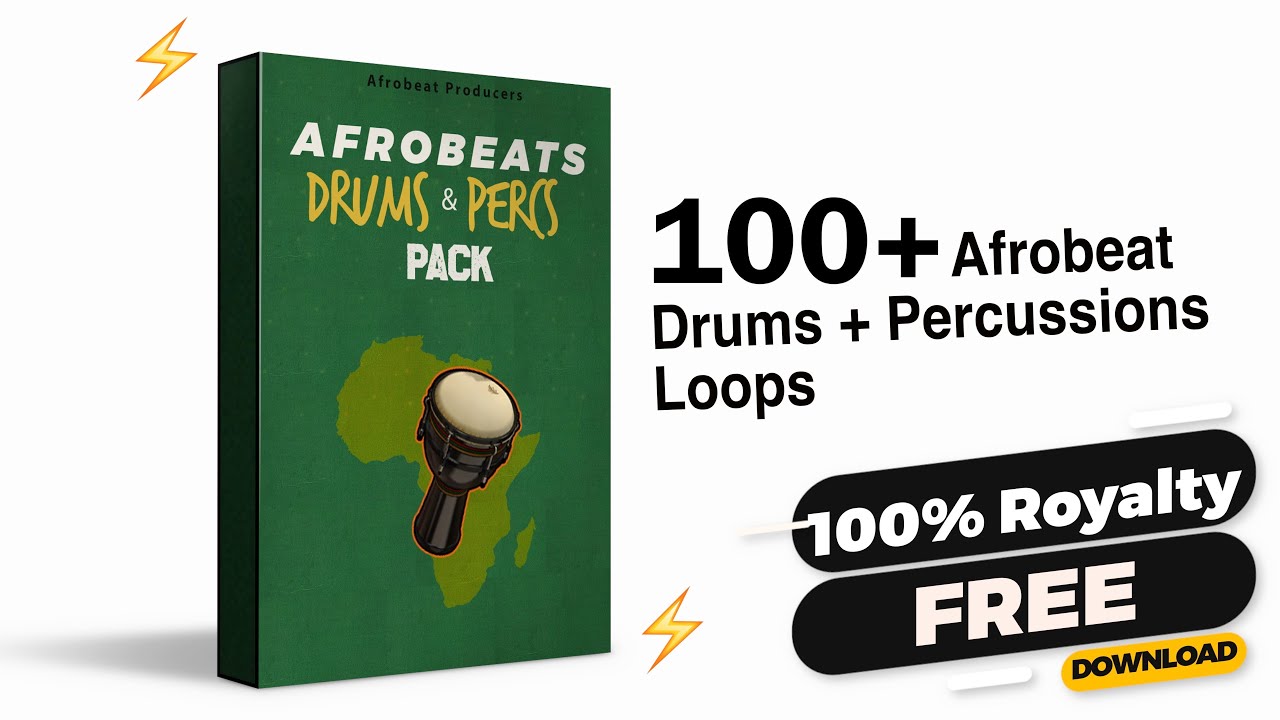 Afrobeat Producers
AFROBEATS
DRUMS & PERCS
PACK
100+ Afrobeat
Drums + Percussions
Loops
100% Royalty
FREE
DOWNLOAD